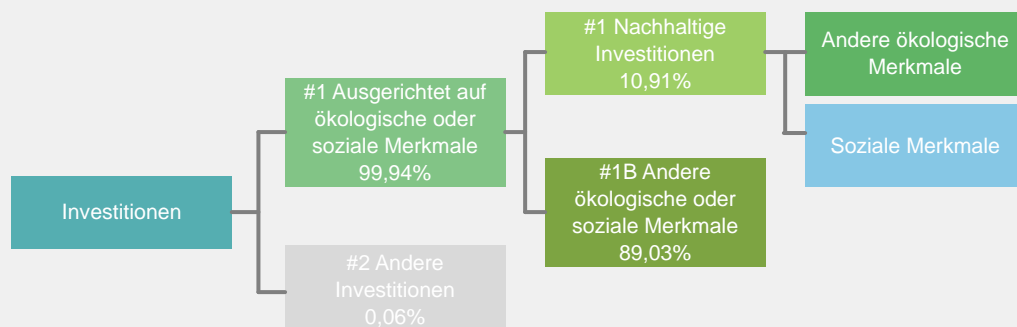 Investitionen
#1 Ausgerichtet auf
ökologische oder
soziale Merkmale
99,94%
#2 Andere
Investitionen
0,06%
#1 Nachhaltige
Investitionen
10,91%
#1B Andere
ökologische oder
soziale Merkmale
89,03%
Andere ökologische
Merkmale
Soziale Merkmale